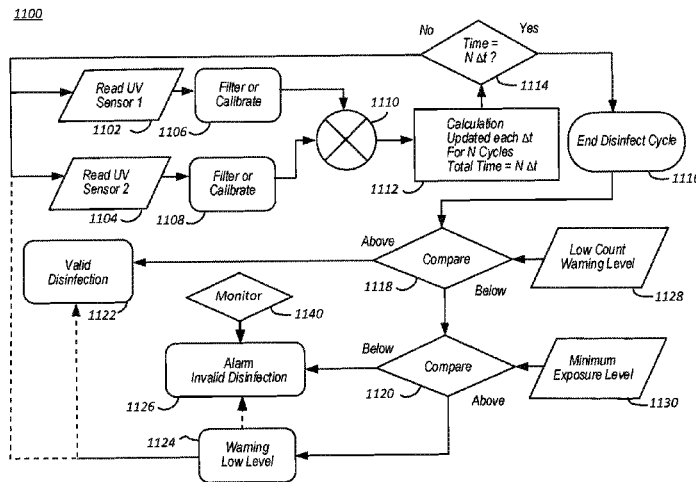 1100
No
Yes
Time =
N Δt ?
1114
Read UV
Sensor 1
1102
Filter or
Calibrate
1106
1110
Calculation
Updated each Δt
For N Cycles
Total Time = N Δt
1112
End Disinfect Cycle
1116
Read UV
Sensor 2
1104
Filter or
Calibrate
1108
Above
Compare
1118
Below
Low Count
Warning Level
1128
Valid
Disinfection
1122
Monitor
1140
Below
Compare
1120
Above
Minimum
Exposure Level
1130
Alarm
Invalid Disinfection
1126
1124
Warning
Low Level